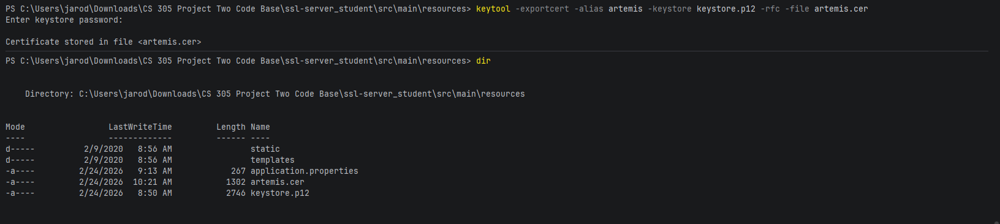 PS C:\Users\jarod\Downloads\CS 305 Project Two Code Base\ssl-server_student\src\main\resources> keytool -exportcert -alias artemis -keystore keystore.p12 -rfc -file artemis.cer
Enter keystore password:
Certificate stored in file <artemis.cer>
PS C:\Users\jarod\Downloads\CS 305 Project Two Code Base\ssl-server_student\src\main\resources> dir
Directory: C:\Users\jarod\Downloads\CS 305 Project Two Code Base\ssl-server_student\src\main\resources
Mode                 LastWriteTime         Length Name
----                 -------------         ------ ----
d-----          2/9/2020   8:56 AM                static
d-----          2/9/2020   8:56 AM                templates
-a----         2/24/2026   9:13 AM            267 application.properties
-a----         2/24/2026  10:21 AM           1302 artemis.cer
-a----         2/24/2026   8:50 AM           2746 keystore.p12